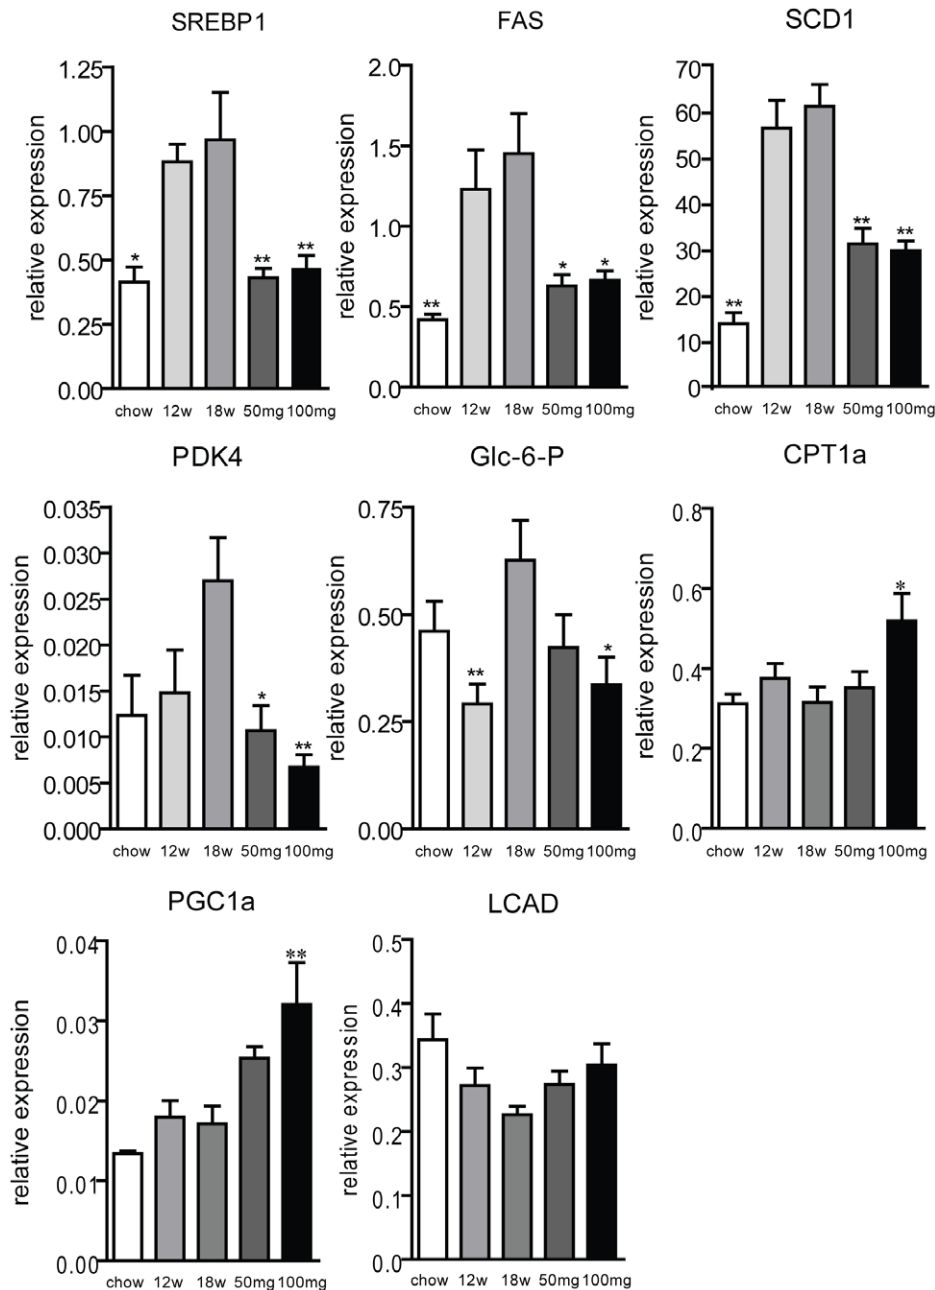 SREBP1
FAS
SCD1
relative expression
1.25
1.00
0.75
0.50
0.25
0.00
*
**
**
chow 12w 18w 50mg 100mg
relative expression
2.0
1.5
1.0
0.5
0.0
**
*
*
chow 12w 18w 50mg 100mg
relative expression
70
60
50
40
30
20
10
0
**
**
**
chow 12w 18w 50mg 100mg
PDK4
Glc-6-P
CPT1a
relative expression
0.035
0.030
0.025
0.020
0.015
0.010
0.005
0.000
*
**
chow 12w 18w 50mg 100mg
relative expression
0.75
0.50
0.25
0.00
**
*
chow 12w 18w 50mg 100mg
relative expression
0.8
0.6
0.4
0.2
0.0
*
chow 12w 18w 50mg 100mg
PGC1a
LCAD
relative expression
0.04
0.03
0.02
0.01
0.00
**
chow 12w 18w 50mg 100mg
relative expression
0.5
0.4
0.3
0.2
0.1
0.0
chow 12w 18w 50mg 100mg